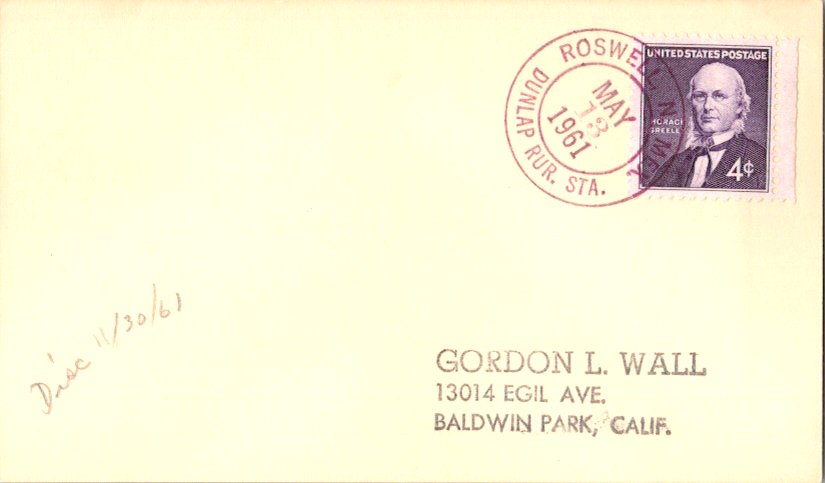 ROSWELL N. MEX.
MAY
13
1961
DUNLAP RUR. STA.
UNITED STATES POSTAGE
HORACE
GREELEY
4¢
Disc 11/30/61
GORDON L. WALL
13014 EGIL AVE.
BALDWIN PARK, CALIF.